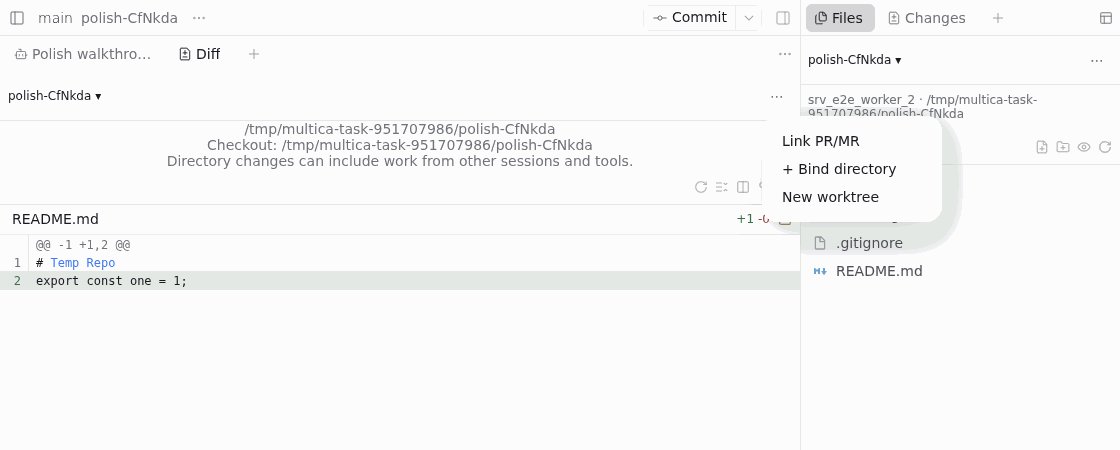 main polish-CfNkda ...
Commit
Files
Changes
Polish walkthro...
Diff
polish-CfNkda
polish-CfNkda
srv_e2e_worker_2 · /tmp/multica-task-
951707986/polish-CfNkda
/tmp/multica-task-951707986/polish-CfNkda
Checkout: /tmp/multica-task-951707986/polish-CfNkda
Directory changes can include work from other sessions and tools.
Link PR/MR
+ Bind directory
New worktree
README.md
+1 -0
@@ -1 +1,2 @@
1 # Temp Repo
2 export const one = 1;
.gitignore
README.md